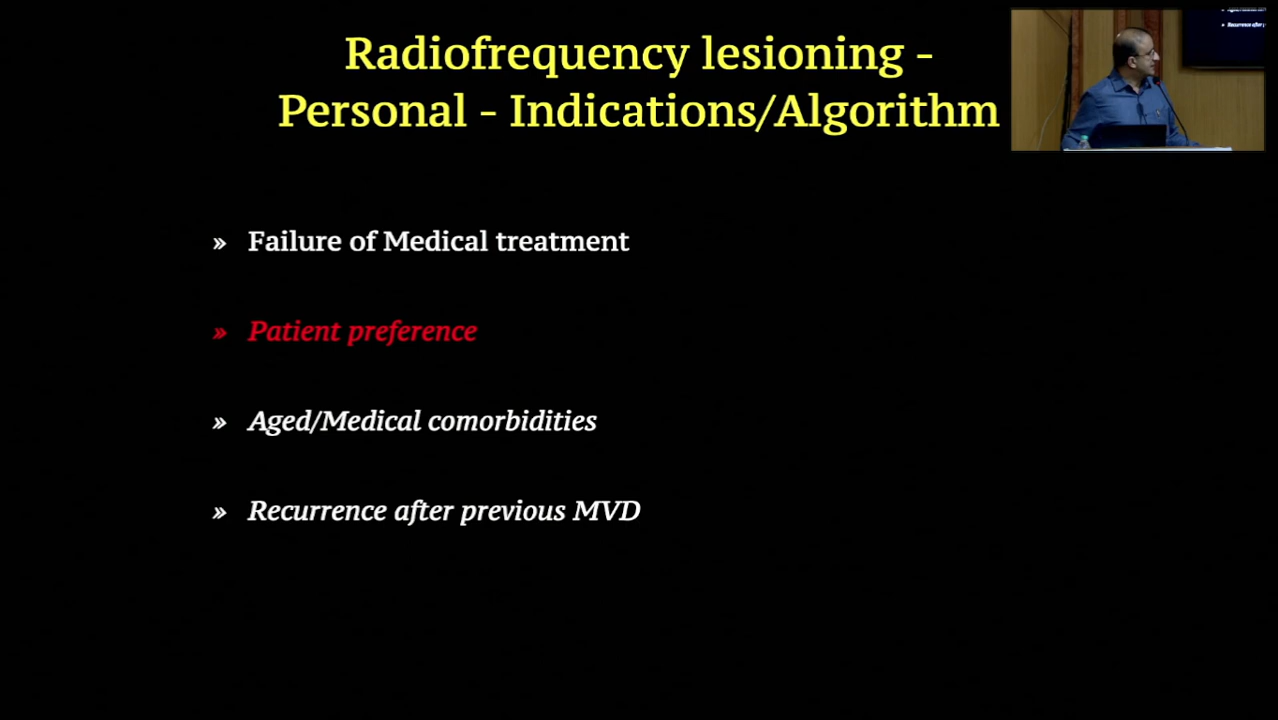 Radiofrequency lesioning -
Personal - Indications/Algorithm
» Failure of Medical treatment
» Patient preference
» Aged/Medical comorbidities
» Recurrence after previous MVD